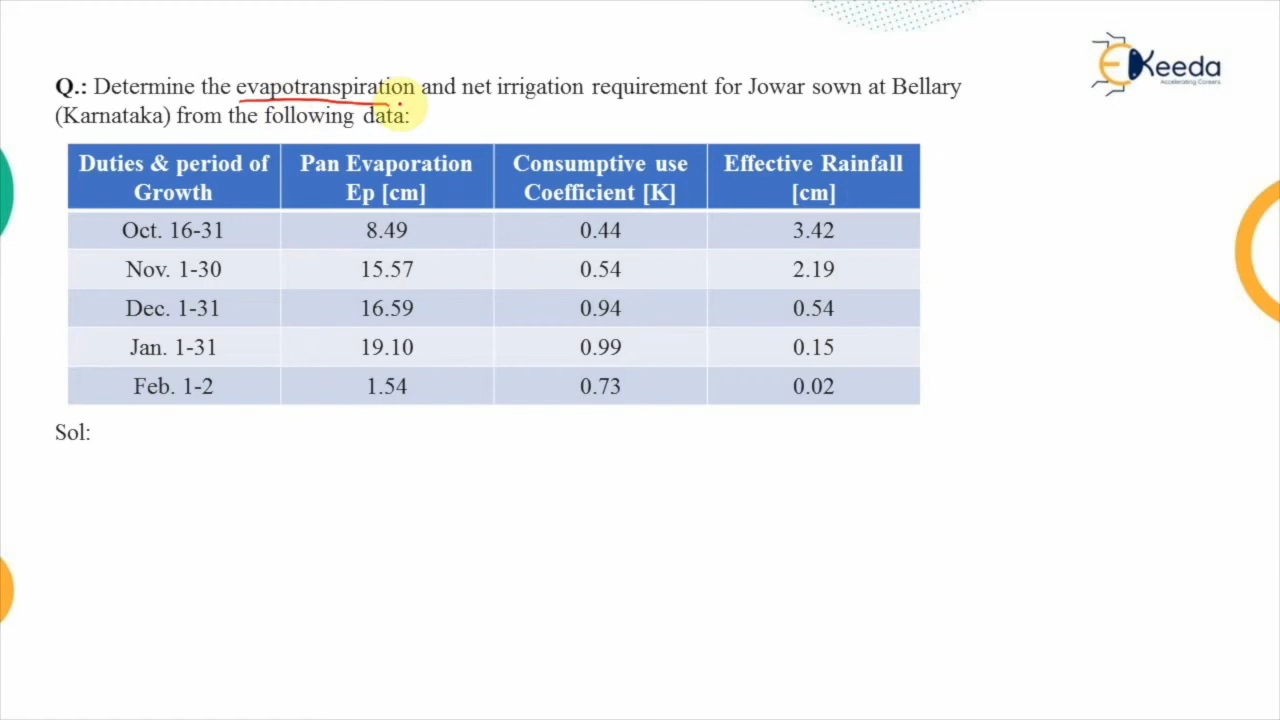 Keeda
Accelerating Careers
Q.: Determine the evapotranspiration and net irrigation requirement for Jowar sown at Bellary
(Karnataka) from the following data:
Duties & period of Growth Pan Evaporation Ep [cm] Consumptive use Coefficient [K] Effective Rainfall [cm]
Oct. 16-31 8.49 0.44 3.42
Nov. 1-30 15.57 0.54 2.19
Dec. 1-31 16.59 0.94 0.54
Jan. 1-31 19.10 0.99 0.15
Feb. 1-2 1.54 0.73 0.02
Sol: